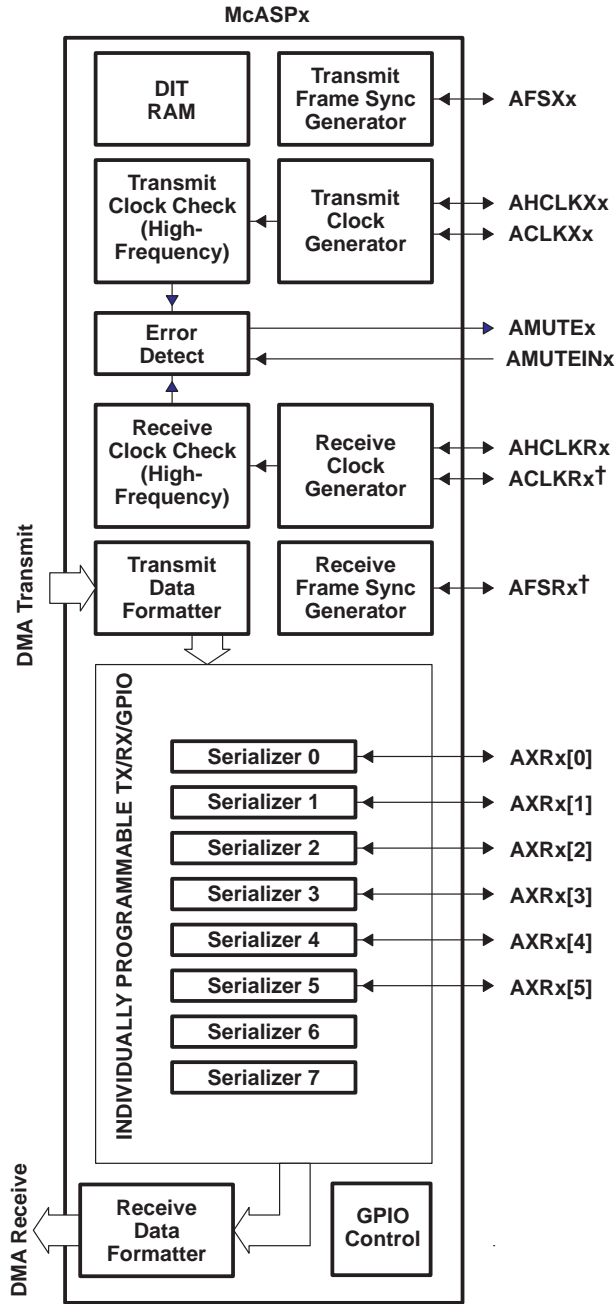 McASPx
DIT
RAM
Transmit
Frame Sync
Generator
AFSXx
Transmit
Clock Check
(High-
Frequency)
Transmit
Clock
Generator
AHCLKXx
ACLKXx
Error
Detect
AMUTEx
AMUTEINx
Receive
Clock Check
(High-
Frequency)
Receive
Clock
Generator
AHCLKRx
ACLKRx†
DMA Transmit
Transmit
Data
Formatter
Receive
Frame Sync
Generator
AFSRx†
INDIVIDUALLY PROGRAMMABLE TX/RX/GPIO
Serializer 0
AXRx[0]
Serializer 1
AXRx[1]
Serializer 2
AXRx[2]
Serializer 3
AXRx[3]
Serializer 4
AXRx[4]
Serializer 5
AXRx[5]
Serializer 6
Serializer 7
DMA Receive
Receive
Data
Formatter
GPIO
Control